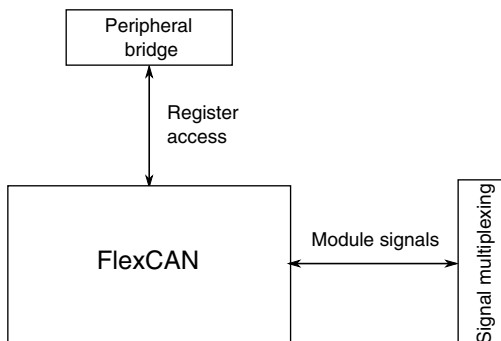 Peripheral
bridge
Register
access
FlexCAN
Module signals
Signal multiplexing